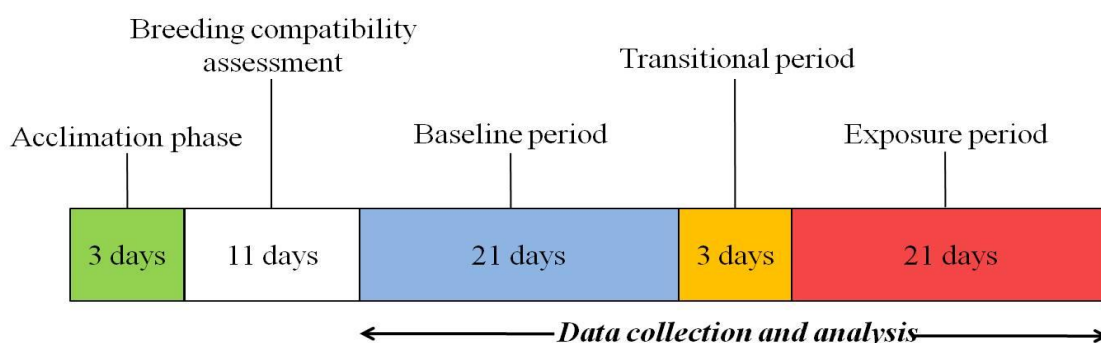 Breeding compatibility
assessment
Transitional period
Acclimation phase
Baseline period
Exposure period
3 days
11 days
21 days
3 days
21 days
Data collection and analysis